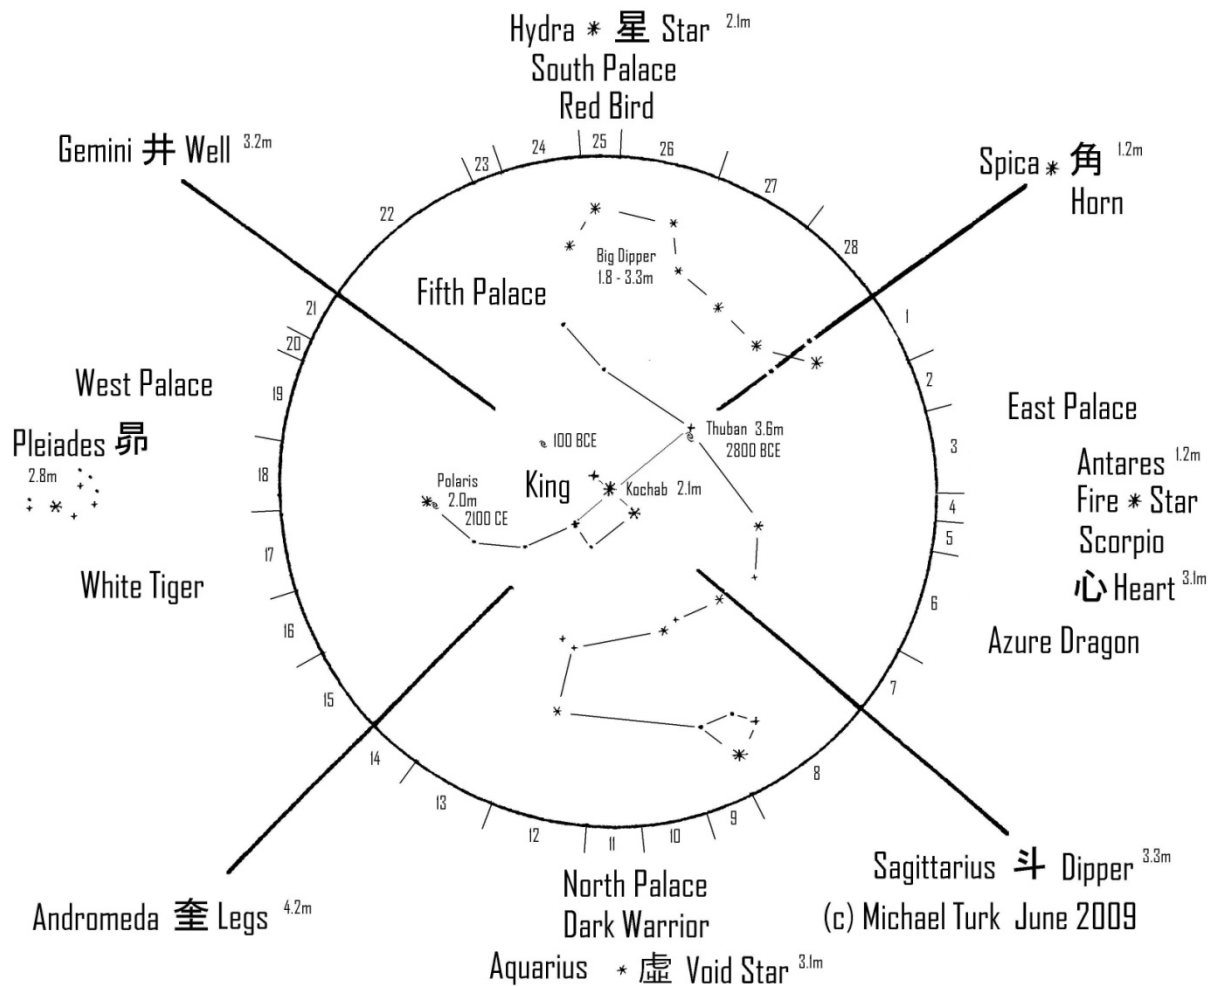 Hydra * 星 Star 2.1m
South Palace
Red Bird
Gemini 井 Well 3.2m
Spica * 角 1.2m
Horn
22
23
24
25
26
27
28
Big Dipper
1.8 - 3.3m
Fifth Palace
21
20
19
18
17
16
15
1
2
3
4
5
6
7
West Palace
Pleiades 昴
2.8m
White Tiger
100 BCE
Thuban 3.6m
2800 BCE
Polaris
2.0m
2100 CE
King
Kochab 2.1m
East Palace
Antares 1.2m
Fire * Star
Scorpio
心 Heart 3.1m
Azure Dragon
14
13
12
11
10
9
8
Andromeda 奎 Legs 4.2m
North Palace
Dark Warrior
Aquarius * 虛 Void Star 3.1m
Sagittarius 斗 Dipper 3.3m
(c) Michael Turk June 2009